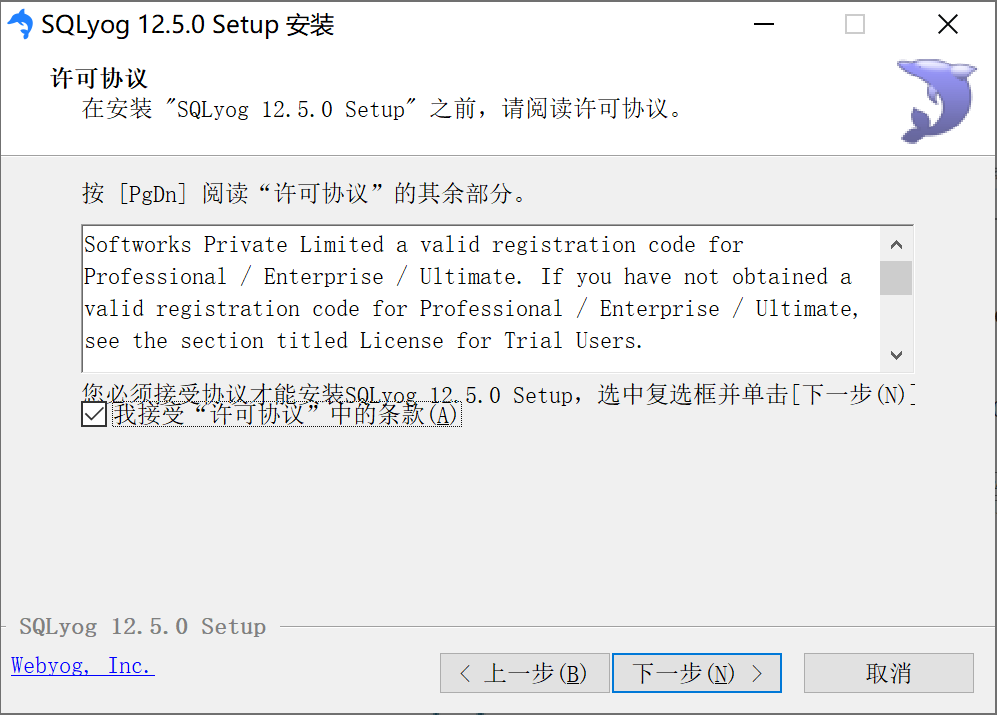 SQLyog 12.5.0 Setup 安装
许可协议
在安装 "SQLyog 12.5.0 Setup" 之前，请阅读许可协议。
按 [PgDn] 阅读“许可协议”的其余部分。
Softworks Private Limited a valid registration code for
Professional / Enterprise / Ultimate. If you have not obtained a
valid registration code for Professional / Enterprise / Ultimate,
see the section titled License for Trial Users.
您必须接受协议才能安装SQLyog 12.5.0 Setup，选中复选框并单击[下一步(N)]
我接受“许可协议”中的条款(A)
SQLyog 12.5.0 Setup
Webyog, Inc.
< 上一步(B)
下一步(N) >
取消